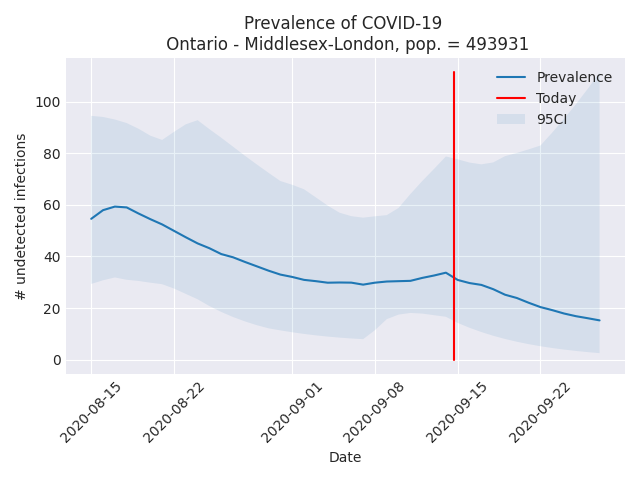 Prevalence of COVID-19
Ontario - Middlesex-London, pop. = 493931
# undetected infections
100
80
60
40
20
0
Prevalence
Today
95CI
2020-08-15
2020-08-22
2020-09-01
2020-09-08
2020-09-15
2020-09-22
Date